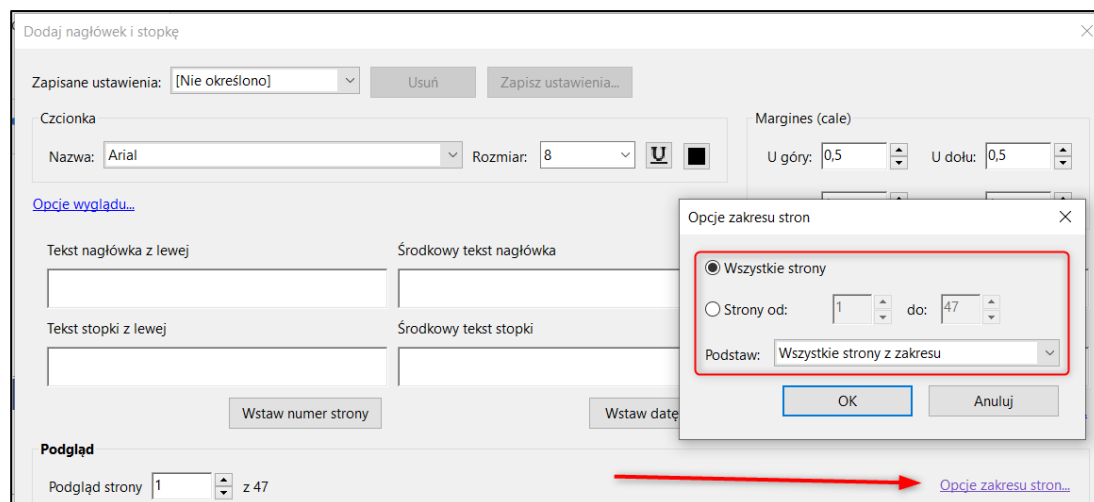 Dodaj nagłówek i stopkę
Zapisane ustawienia: [Nie określono] Usuń Zapisz ustawienia...
Czcionka
Nazwa: Arial Rozmiar: 8 U
Margines (cale)
U góry: 0,5 U dołu: 0,5
Opcje wyglądu...
Tekst nagłówka z lewej Środkowy tekst nagłówka
Tekst stopki z lewej Środkowy tekst stopki
Wstaw numer strony Wstaw datę
Opcje zakresu stron
Wszystkie strony
Strony od: 1 do: 47
Podstaw: Wszystkie strony z zakresu
OK Anuluj
Podgląd
Podgląd strony 1 z 47 Opcje zakresu stron...